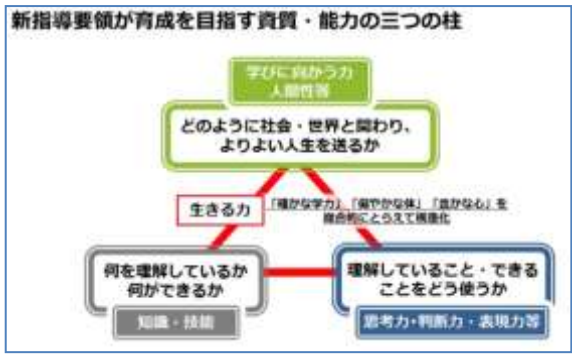 新指導要領が育成を目指す資質・能力の三つの柱
学びに向かう力
人間性等
どのように社会・世界と関わり、
よりよい人生を送るか
生きる力
「確かな学力」「健やかな体」「豊かな心」を
総合的にとらえて構造化
何を理解しているか
何ができるか
知識・技能
理解していること・できる
ことをどう使うか
思考力・判断力・表現力等